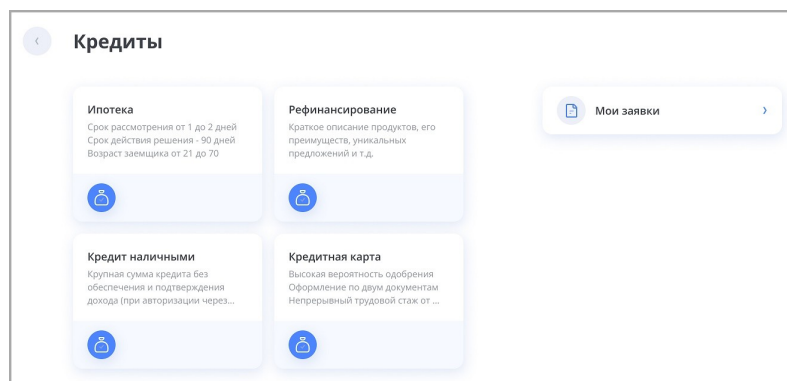 Кредиты
Ипотека
Срок рассмотрения от 1 до 2 дней
Срок действия решения - 90 дней
Возраст заемщика от 21 до 70
Рефинансирование
Краткое описание продуктов, его
преимуществ, уникальных
предложений и т.д.
Мои заявки
Кредит наличными
Крупная сумма кредита без
обеспечения и подтверждения
дохода (при авторизации через...
Кредитная карта
Высокая вероятность одобрения
Оформление по двум документам
Непрерывный трудовой стаж от ...